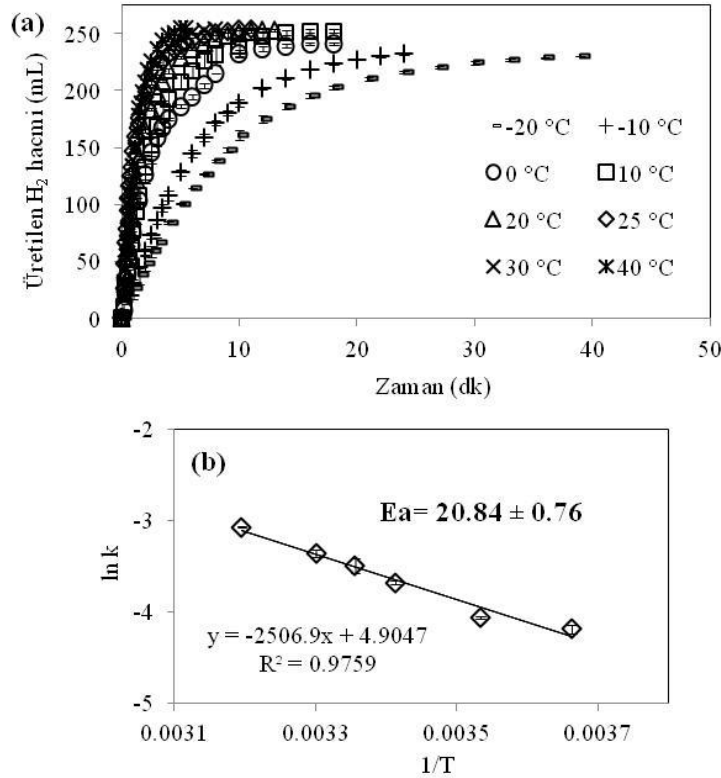 (a)
300
250
200
150
100
50
0
Üretilen H₂ hacmi (mL)
-20 °C -10 °C
0 °C 10 °C
20 °C 25 °C
30 °C 40 °C
0 10 20 30 40 50
Zaman (dk)
(b)
-2
-3
-4
-5
ln k
Ea= 20.84 ± 0.76
y = -2506.9x + 4.9047
R² = 0.9759
0.0031 0.0033 0.0035 0.0037
1/T